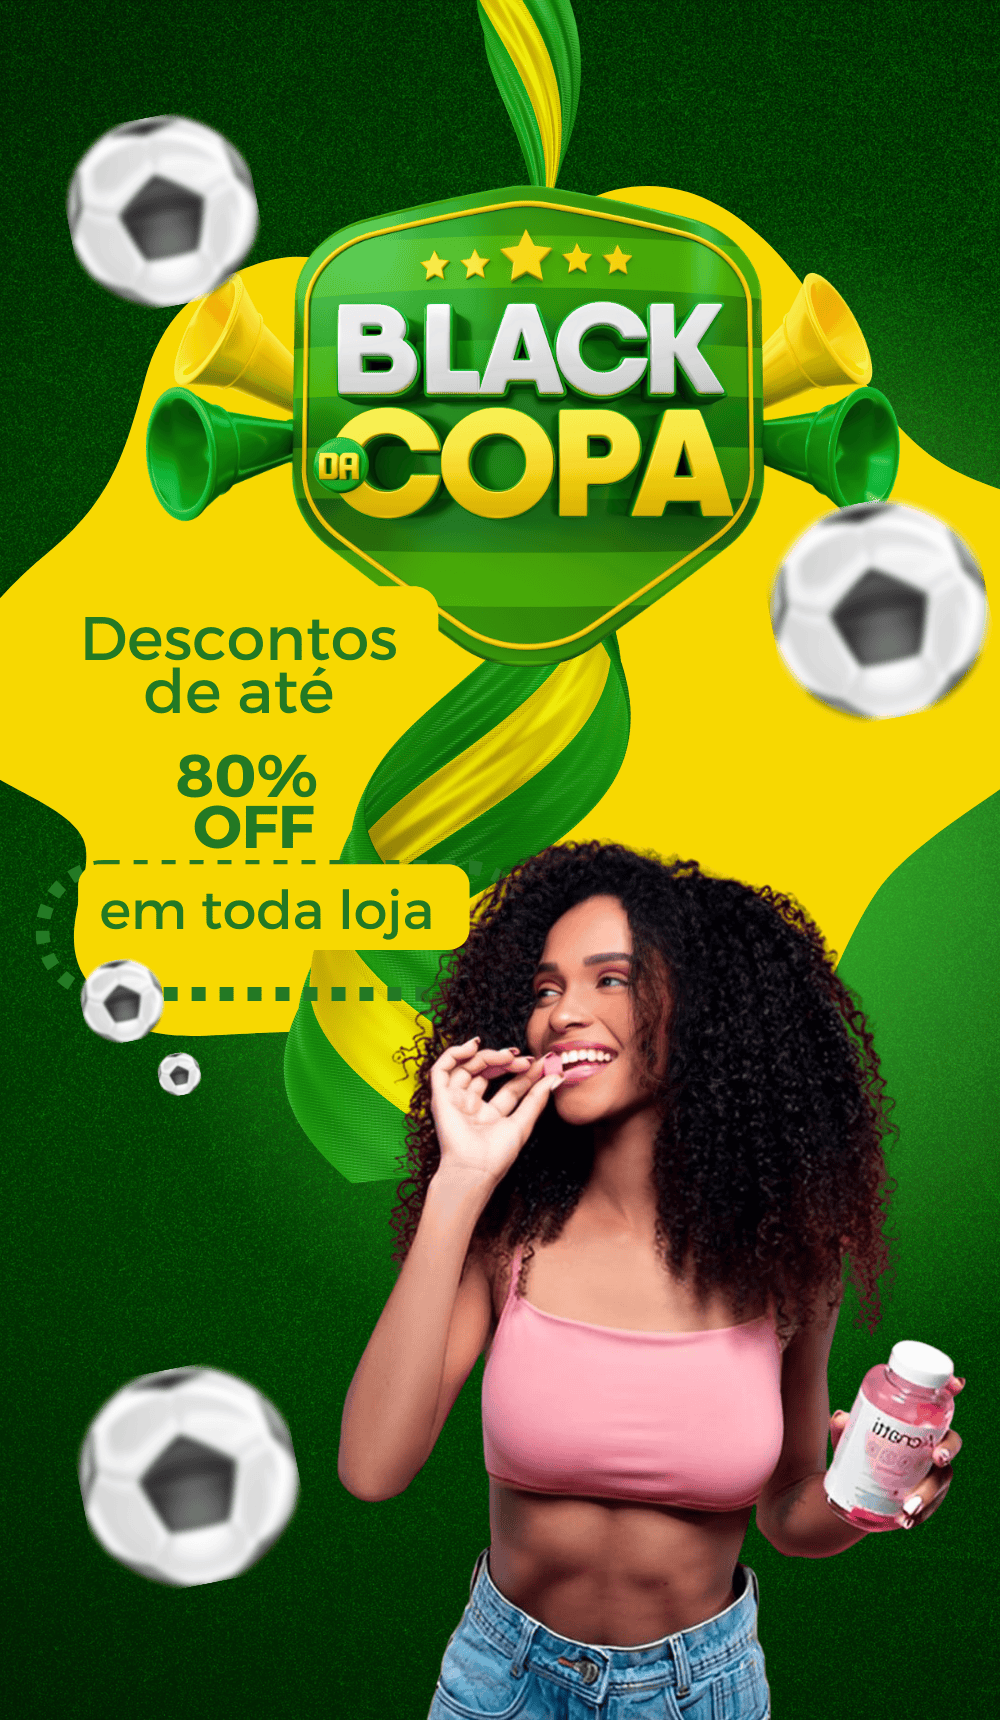 BLACK
DA COPA
Descontos
de até
80%
OFF
em toda loja